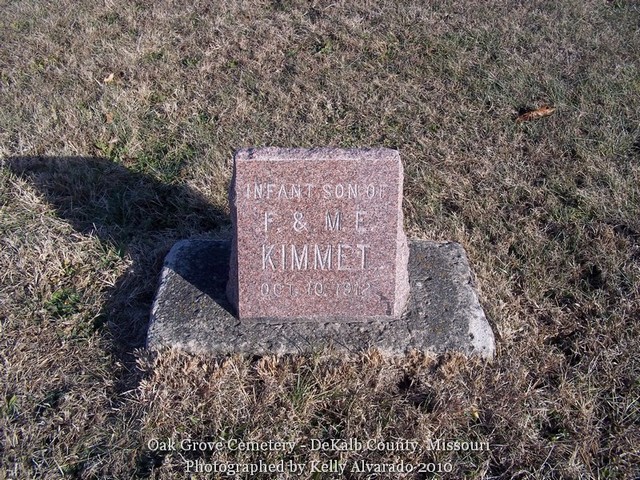 INFANT SON OF
F. & M. E.
KIMMET
OCT. 10, 1912
Oak Grove Cemetery - DeKalb County, Missouri
Photographed by Kelly Alvarado 2010